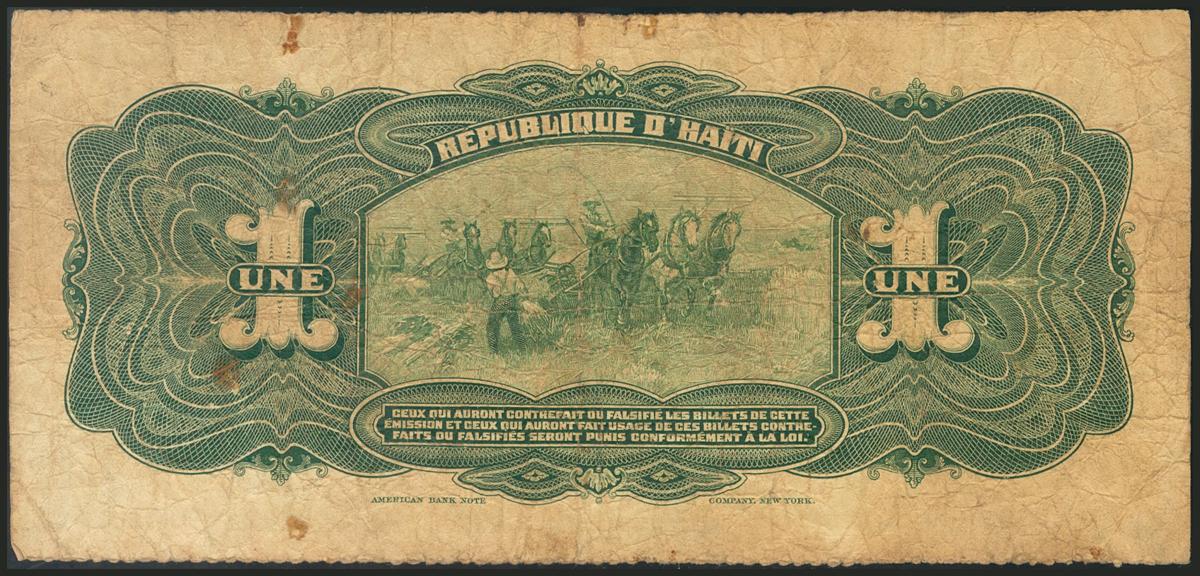 REPUBLIQUE D'HAITI
1 1
UNE UNE
CEUX QUI AURONT CONTREFAIT OU FALSIFIÉ LES BILLETS DE CETTE
ÉMISSION ET CEUX QUI AURONT FAIT USAGE DE CES BILLETS CONTRE-
FAITS OU FALSIFIÉS SERONT PUNIS CONFORMÉMENT À LA LOI.
AMERICAN BANK NOTE COMPANY, NEW YORK.